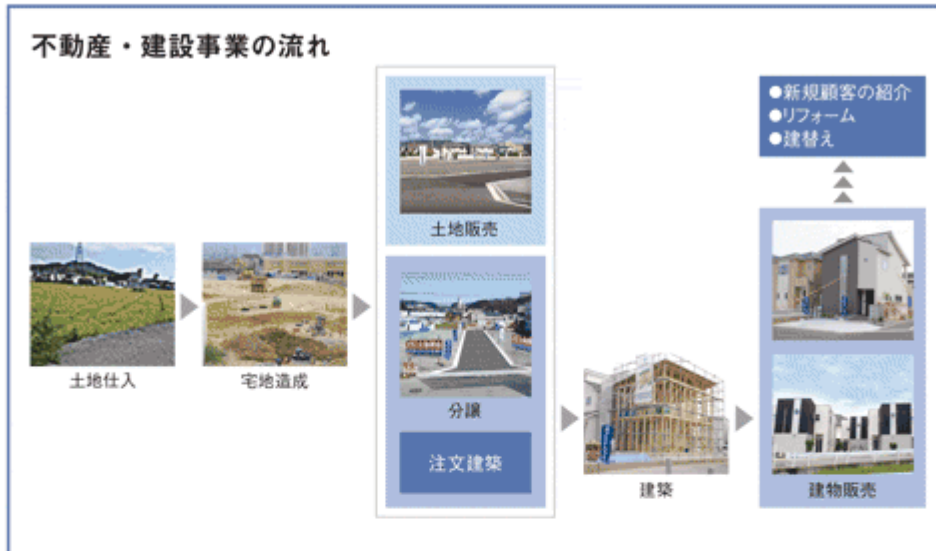 不動産・建設事業の流れ
土地仕入
宅地造成
土地販売
分譲
注文建築
建築
建物販売
●新規顧客の紹介
●リフォーム
●建替え